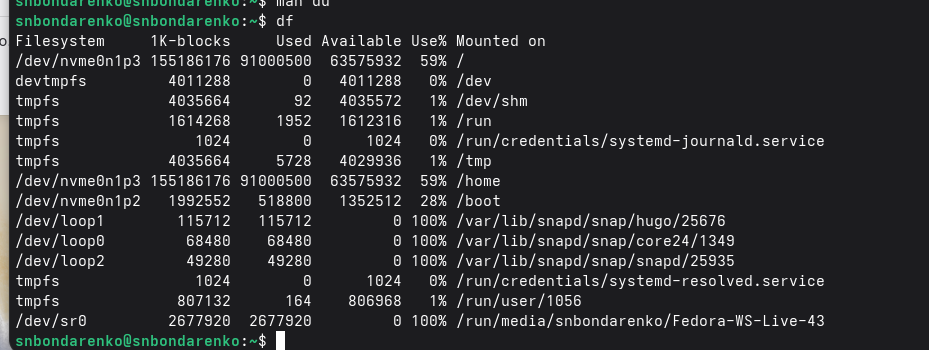 snbondarenko@snbondarenko:~$ man dd
snbondarenko@snbondarenko:~$ df
Filesystem     1K-blocks     Used Available Use% Mounted on
/dev/nvme0n1p3 155186176 91000500  63575932  59% /
devtmpfs         4011288        0   4011288   0% /dev
tmpfs            4035664       92   4035572   1% /dev/shm
tmpfs            1614268     1952   1612316   1% /run
tmpfs               1024        0      1024   0% /run/credentials/systemd-journald.service
tmpfs            4035664     5728   4029936   1% /tmp
/dev/nvme0n1p3 155186176 91000500  63575932  59% /home
/dev/nvme0n1p2   1992552   518800   1352512  28% /boot
/dev/loop1        115712   115712         0 100% /var/lib/snapd/snap/hugo/25676
/dev/loop0         68480    68480         0 100% /var/lib/snapd/snap/core24/1349
/dev/loop2         49280    49280         0 100% /var/lib/snapd/snap/snapd/25935
tmpfs               1024        0      1024   0% /run/credentials/systemd-resolved.service
tmpfs             807132      164    806968   1% /run/user/1056
/dev/sr0         2677920  2677920         0 100% /run/media/snbondarenko/Fedora-WS-Live-43
snbondarenko@snbondarenko:~$